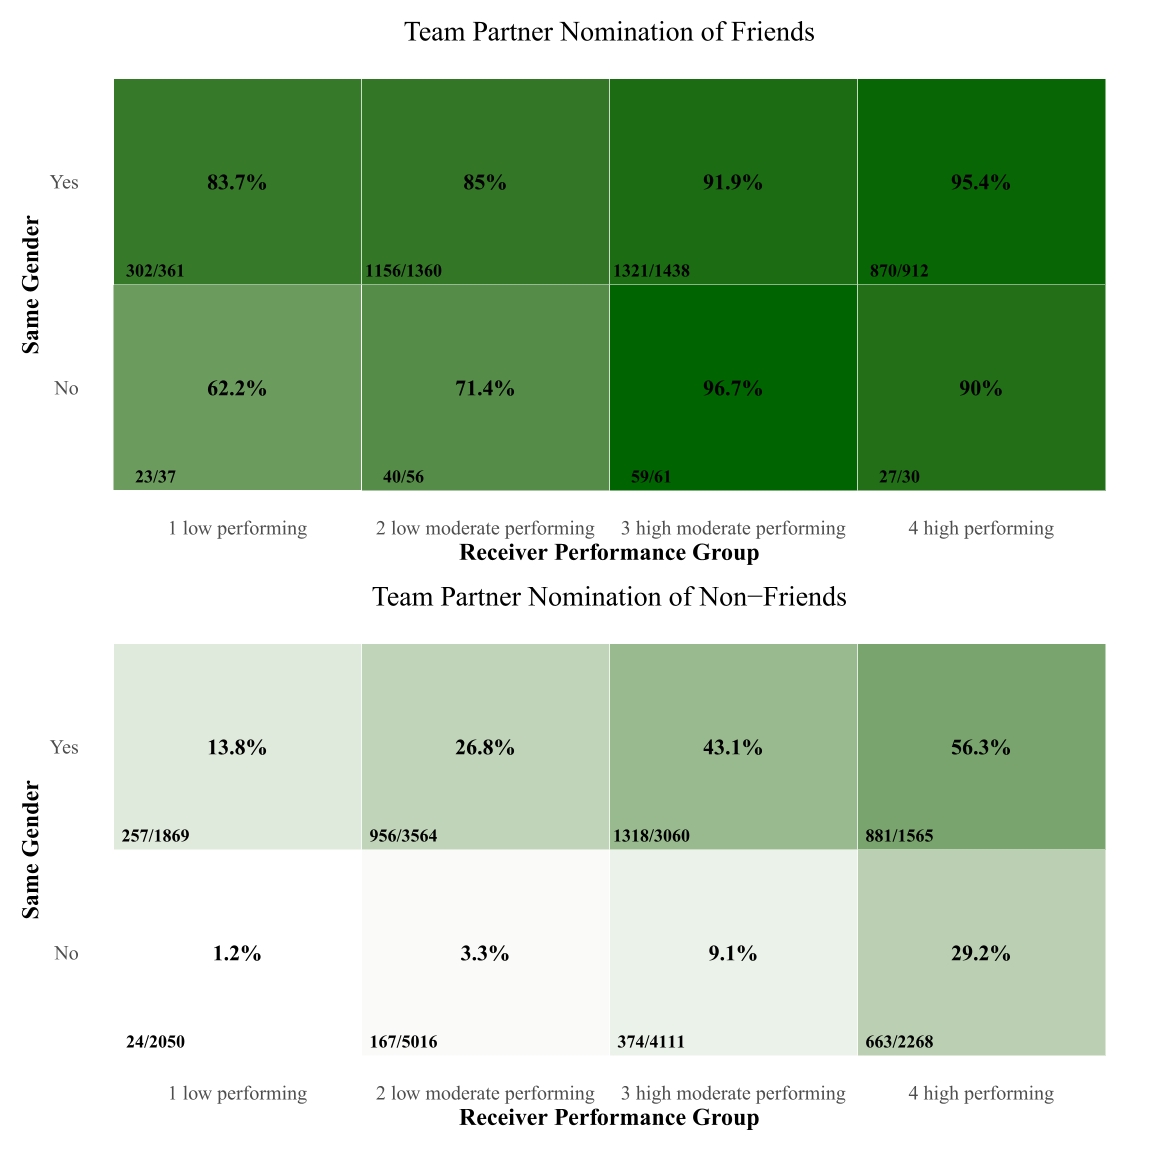 Team Partner Nomination of Friends
Same Gender
Yes
83.7% 85% 91.9% 95.4%
302/361 1156/1360 1321/1438 870/912
No
62.2% 71.4% 96.7% 90%
23/37 40/56 59/61 27/30
1 low performing 2 low moderate performing 3 high moderate performing 4 high performing
Receiver Performance Group
Team Partner Nomination of Non−Friends
Same Gender
Yes
13.8% 26.8% 43.1% 56.3%
257/1869 956/3564 1318/3060 881/1565
No
1.2% 3.3% 9.1% 29.2%
24/2050 167/5016 374/4111 663/2268
1 low performing 2 low moderate performing 3 high moderate performing 4 high performing
Receiver Performance Group